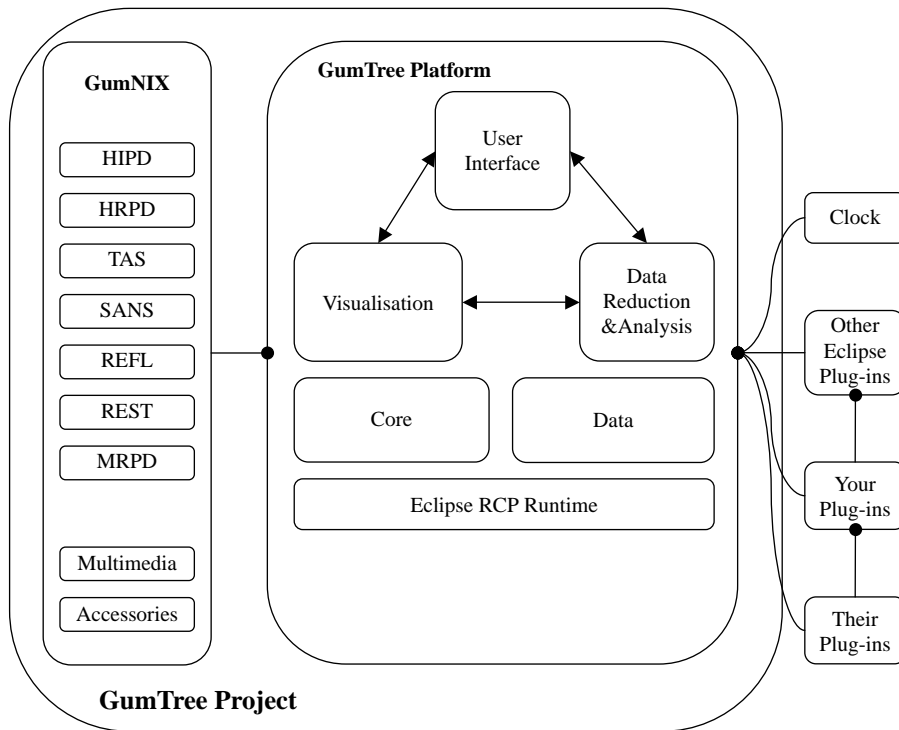 GumNIX
HIPD
HRPD
TAS
SANS
REFL
REST
MRPD
Multimedia
Accessories
GumTree Platform
User
Interface
Visualisation
Data
Reduction
&Analysis
Core
Data
Eclipse RCP Runtime
Clock
Other
Eclipse
Plug-ins
Your
Plug-ins
Their
Plug-ins
GumTree Project